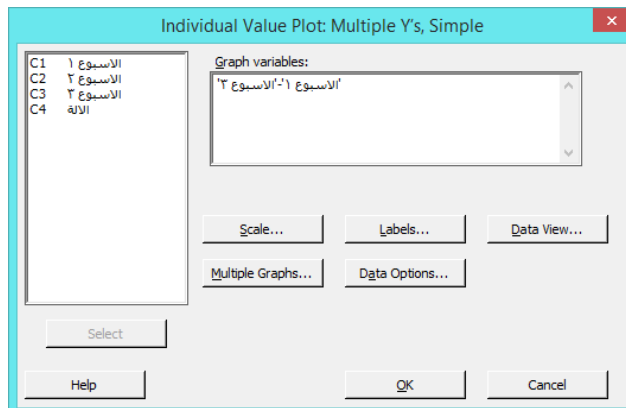 Individual Value Plot: Multiple Y's, Simple
C1 الاسبوع ١
C2 الاسبوع ٢
C3 الاسبوع ٣
C4 الالة
Graph variables:
'الاسبوع ١'-'الاسبوع ٣'
Scale...
Labels...
Data View...
Multiple Graphs...
Data Options...
Select
Help
OK
Cancel